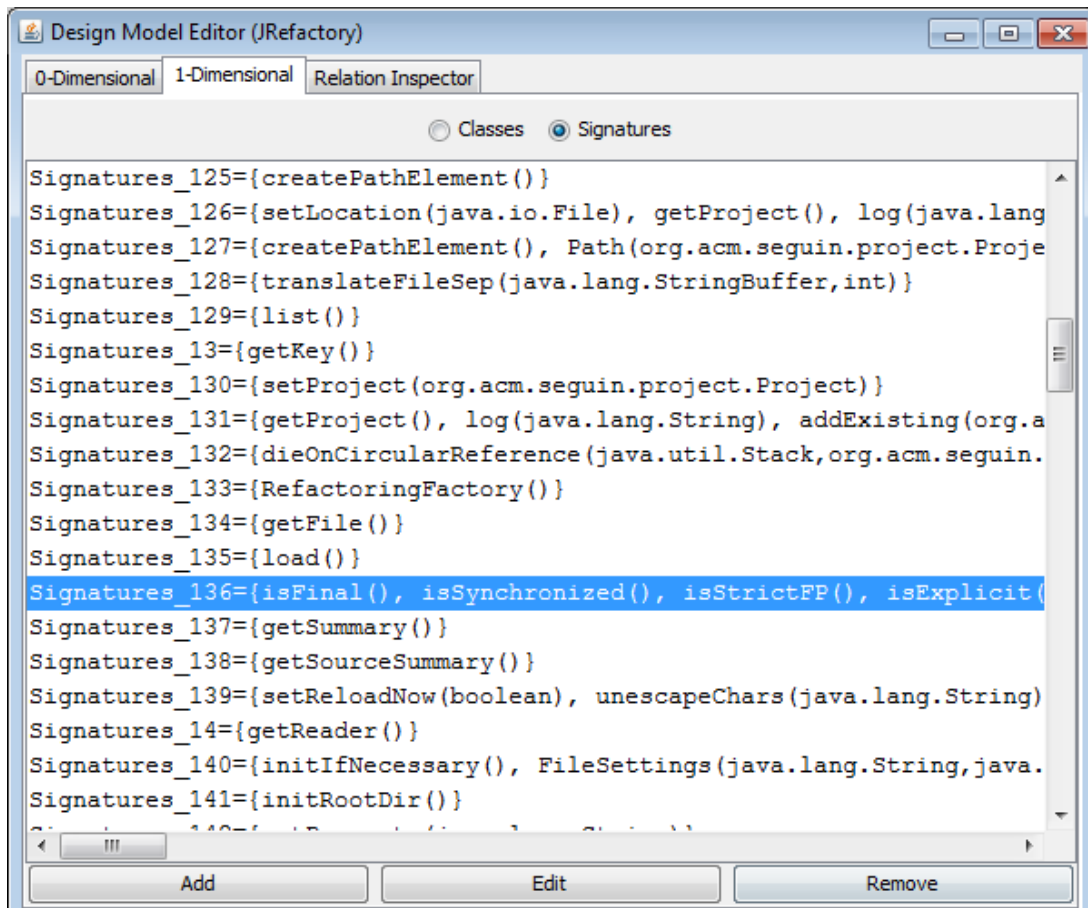 Design Model Editor (JRefactory)
0-Dimensional 1-Dimensional Relation Inspector
Classes Signatures
Signatures_125={createPathElement()}
Signatures_126={setLocation(java.io.File), getProject(), log(java.lang
Signatures_127={createPathElement(), Path(org.acm.seguin.project.Proje
Signatures_128={translateFileSep(java.lang.StringBuffer,int)}
Signatures_129={list()}
Signatures_13={getKey()}
Signatures_130={setProject(org.acm.seguin.project.Project)}
Signatures_131={getProject(), log(java.lang.String), addExisting(org.a
Signatures_132={dieOnCircularReference(java.util.Stack,org.acm.seguin.
Signatures_133={RefactoringFactory()}
Signatures_134={getFile()}
Signatures_135={load()}
Signatures_136={isFinal(), isSynchronized(), isStrictFP(), isExplicit(
Signatures_137={getSummary()}
Signatures_138={getSourceSummary()}
Signatures_139={setReloadNow(boolean), unescapeChars(java.lang.String)
Signatures_14={getReader()}
Signatures_140={initIfNecessary(), FileSettings(java.lang.String,java.
Signatures_141={initRootDir()}
Add Edit Remove